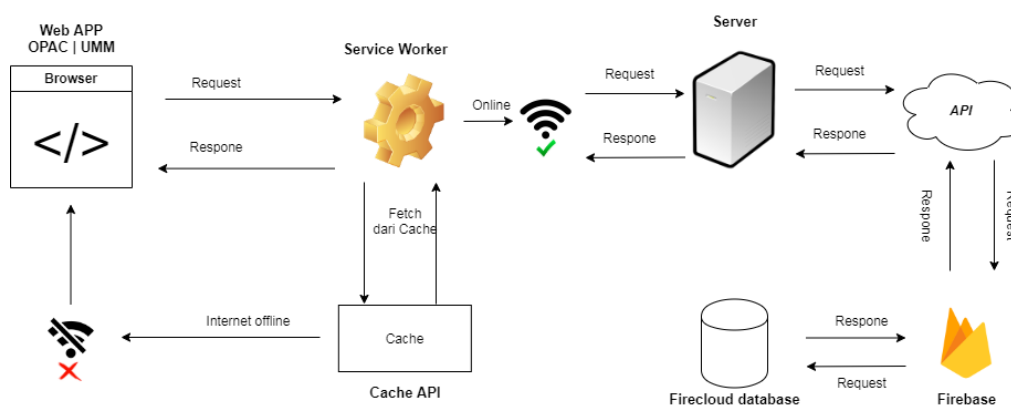 Web APP
OPAC | UMM
Browser
</>
Request
Respone
Service Worker
Online
Request
Respone
Server
Request
Respone
API
Respone
Request
Fetch
dari Cache
Internet offline
Cache
Cache API
Respone
Request
Firecloud database
Firebase